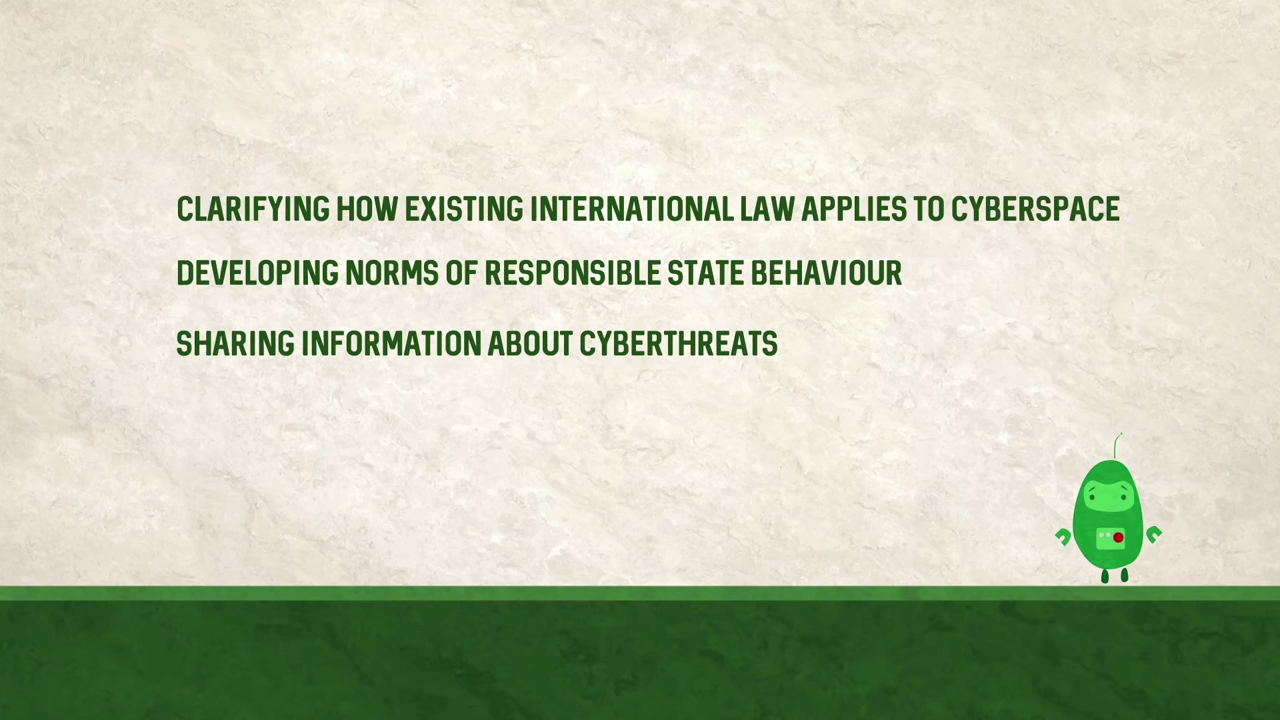 CLARIFYING HOW EXISTING INTERNATIONAL LAW APPLIES TO CYBERSPACE
DEVELOPING NORMS OF RESPONSIBLE STATE BEHAVIOUR
SHARING INFORMATION ABOUT CYBERTHREATS